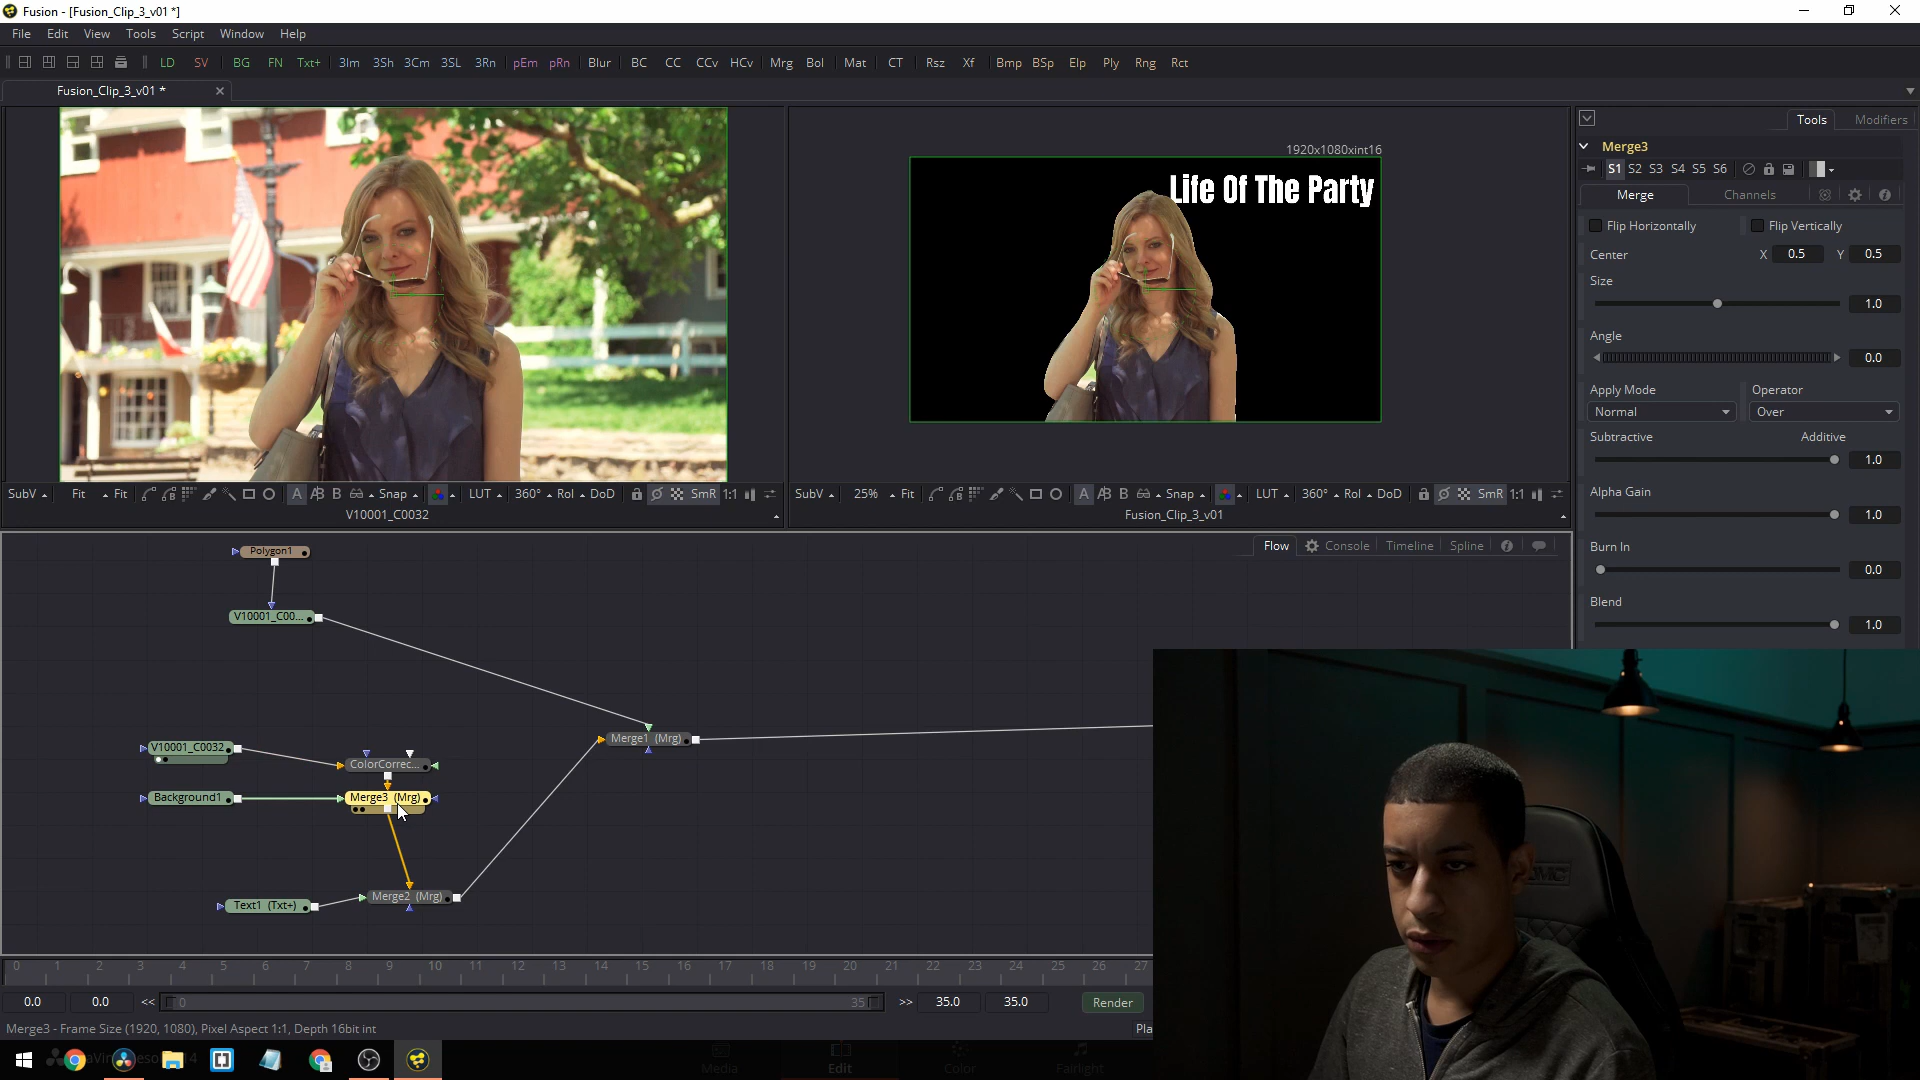 Fusion - [Fusion_Clip_3_v01 *]
File Edit View Tools Script Window Help
LD SV BG FN Txt+ 3Im 3Sh 3Cm 3SL 3Rn pEm pRn Blur BC CC CCv HCv Mrg Bol Mat CT Rsz Xf Bmp BSp Elp Ply Rng Rct
Fusion_Clip_3_v01 *
1920x1080xint16
Life Of The Party
SubV Fit Fit A A|B B Snap LUT 360° RoI DoD SmR 1:1
V10001_C0032
SubV 25% Fit A A|B B Snap LUT 360° RoI DoD SmR 1:1
Fusion_Clip_3_v01
Tools Modifiers
Merge3
S1 S2 S3 S4 S5 S6
Merge Channels
Flip Horizontally Flip Vertically
Center X 0.5 Y 0.5
Size
1.0
Angle
0.0
Apply Mode Operator
Normal Over
Subtractive Additive
1.0
Alpha Gain
1.0
Burn In
0.0
Blend
1.0
Flow Console Timeline Spline
Polygon1
V10001_C00...
Merge1 (Mrg)
V10001_C0032
ColorCorrec...
Background1
Merge3 (Mrg)
Merge2 (Mrg)
Text1 (Txt+)
0 1 2 3 4 5 6 7 8 9 10 11 12 13 14 15 16 17 18 19 20 21 22 23 24 25 26 27
0.0 0.0 << 0 35 >> 35.0 35.0 Render
Merge3 - Frame Size (1920, 1080), Pixel Aspect 1:1, Depth 16bit int
Pla
Media Edit Color Fairlight